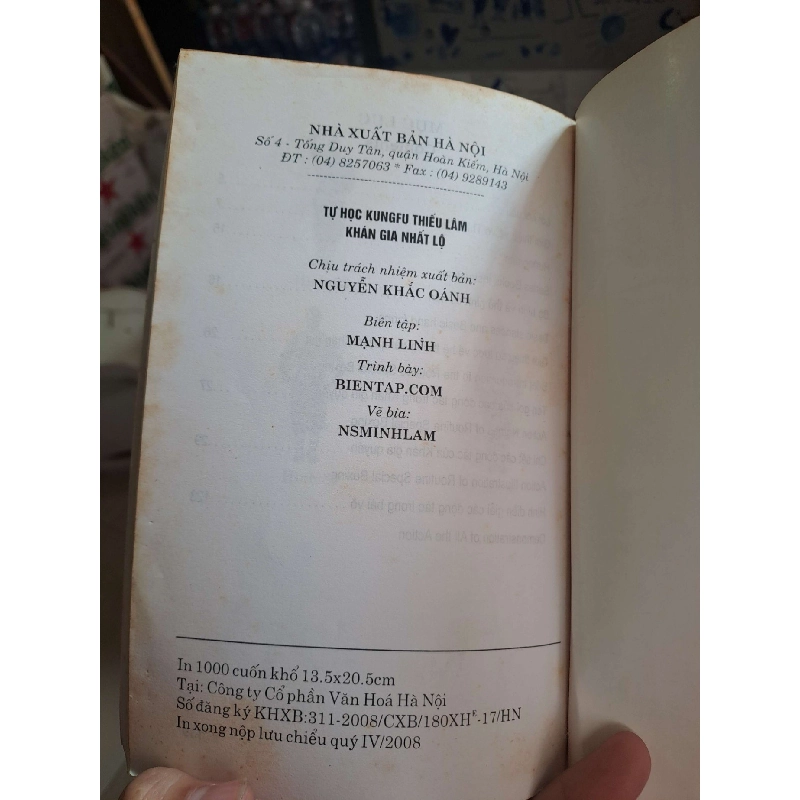 NHÀ XUẤT BẢN HÀ NỘI
Số 4 - Tống Duy Tân, quận Hoàn Kiếm, Hà Nội
ĐT : (04) 8257063 * Fax : (04) 9289143
TỰ HỌC KUNGFU THIẾU LÂM
KHÁN GIA NHẤT LỘ
Chịu trách nhiệm xuất bản:
NGUYỄN KHẮC OÁNH
Biên tập:
MẠNH LINH
Trình bày:
BIENTAP.COM
Vẽ bìa:
NSMINHLAM
In 1000 cuốn khổ 13.5x20.5cm
Tại: Công ty Cổ phần Văn Hoá Hà Nội
Số đăng ký KHXB:311-2008/CXB/180XH*-17/HN
In xong nộp lưu chiểu quý IV/2008